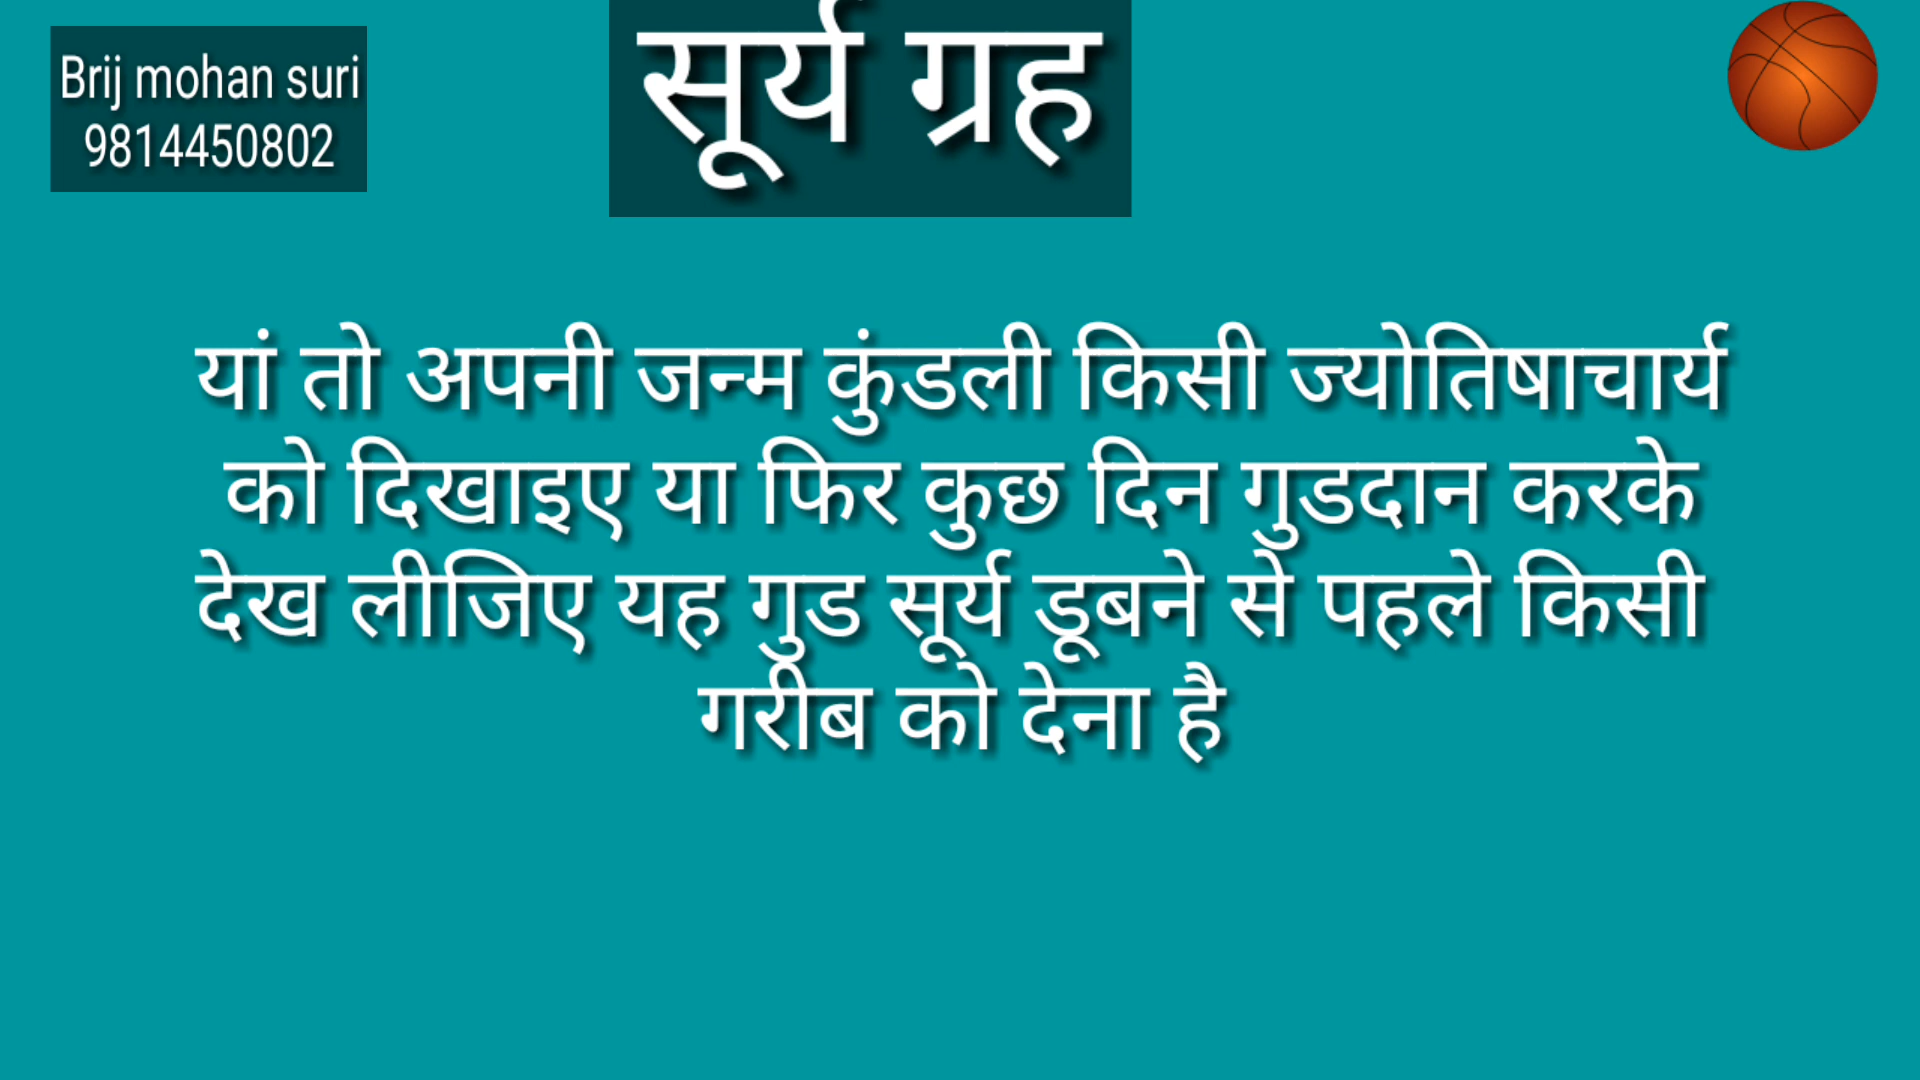 Brij mohan suri
9814450802
सूर्य ग्रह
यां तो अपनी जन्म कुंडली किसी ज्योतिषाचार्य
को दिखाइए या फिर कुछ दिन गुडदान करके
देख लीजिए यह गुड सूर्य डूबने से पहले किसी
गरीब को देना है